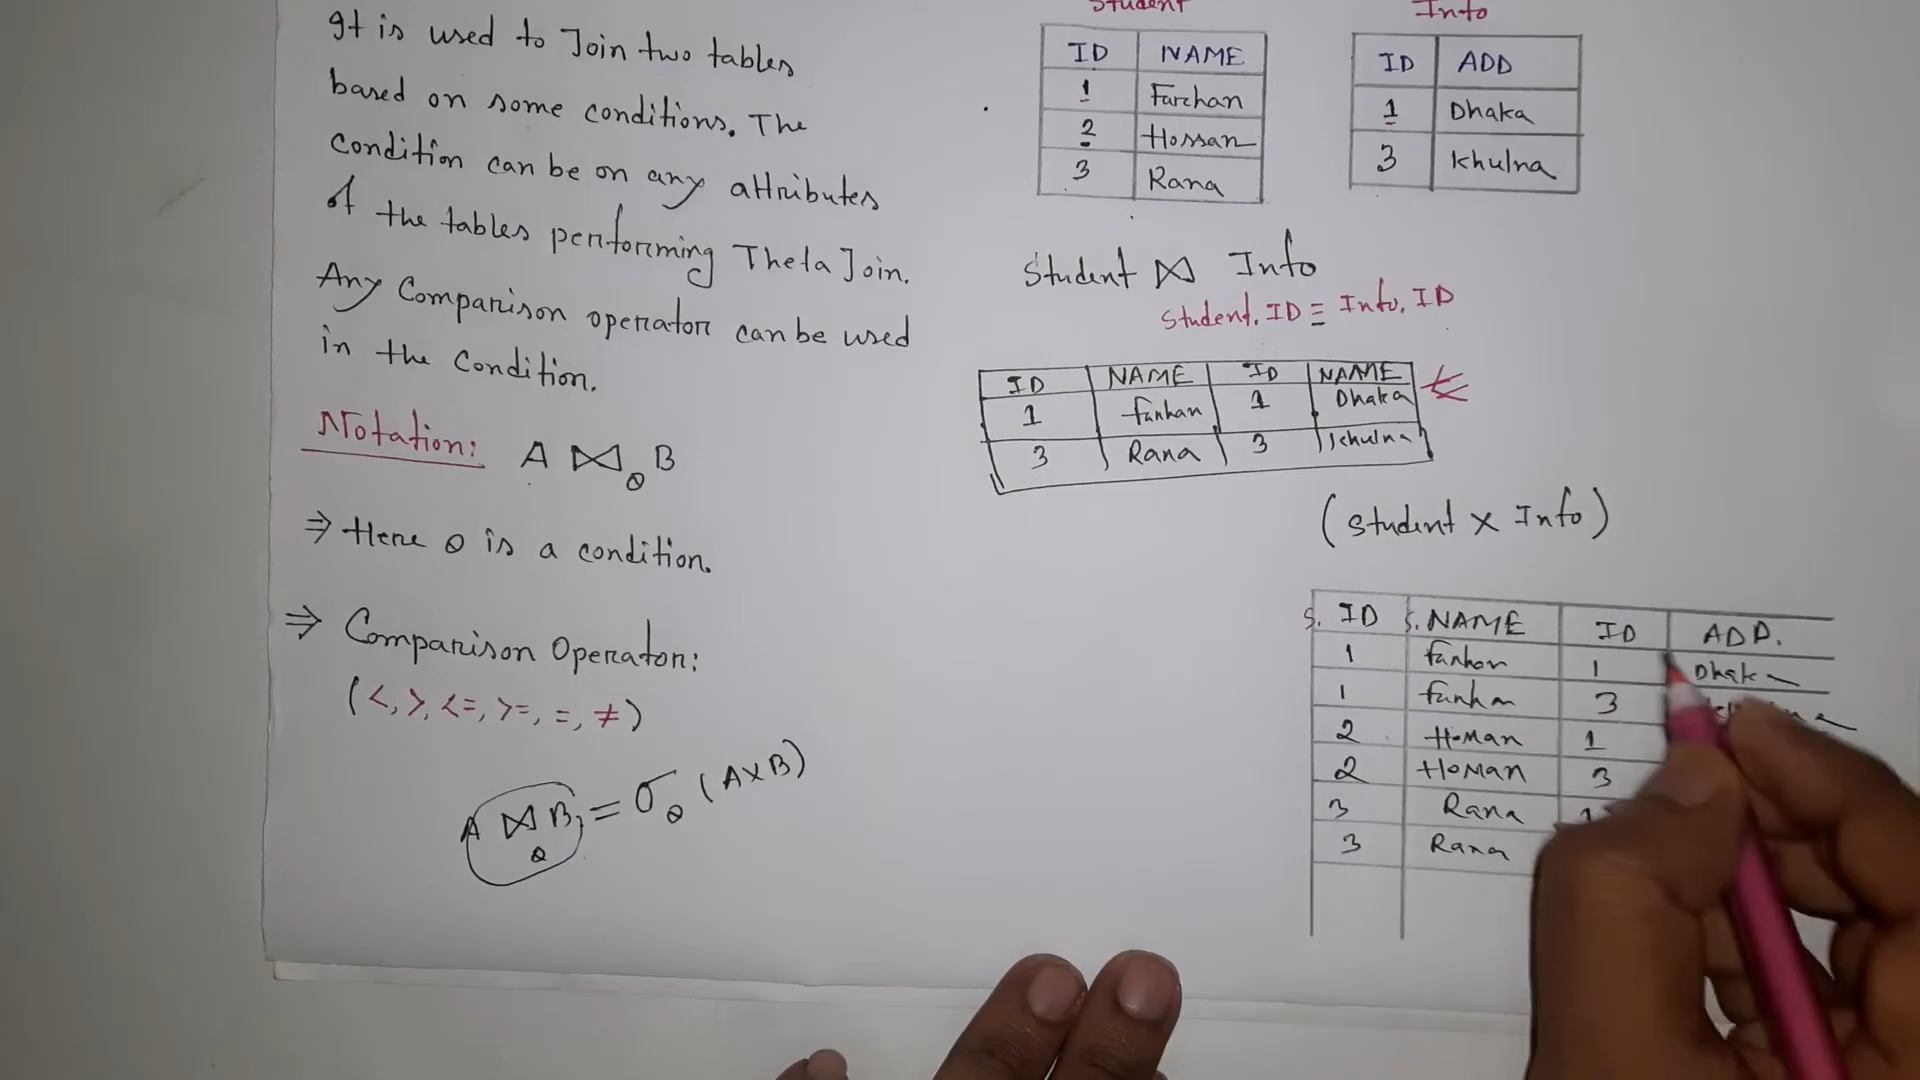 It is used to Join two tables
based on some conditions. The
Condition can be on any attributes
of the tables performing Theta Join.
Any Comparison operator can be used
in the Condition.
Notation: A ⋈θ B
⇒ Here θ is a condition.
⇒ Comparison Operator:
(<, >, <=, >=, =, ≠)
A ⋈θ B = σθ (A×B)
Student Info
ID NAME
1 Farhan
2 Hossan
3 Rana
ID ADD
1 Dhaka
3 Khulna
Student ⋈ Info
Student.ID = Info.ID
ID NAME ID NAME
1 Farhan 1 Dhaka
3 Rana 3 Khulna
(Student × Info)
S. ID S. NAME ID ADD.
1 Farhan 1 Dhaka
1 Farhan 3
2 Hossan 1
2 Hossan 3
3 Rana 1
3 Rana